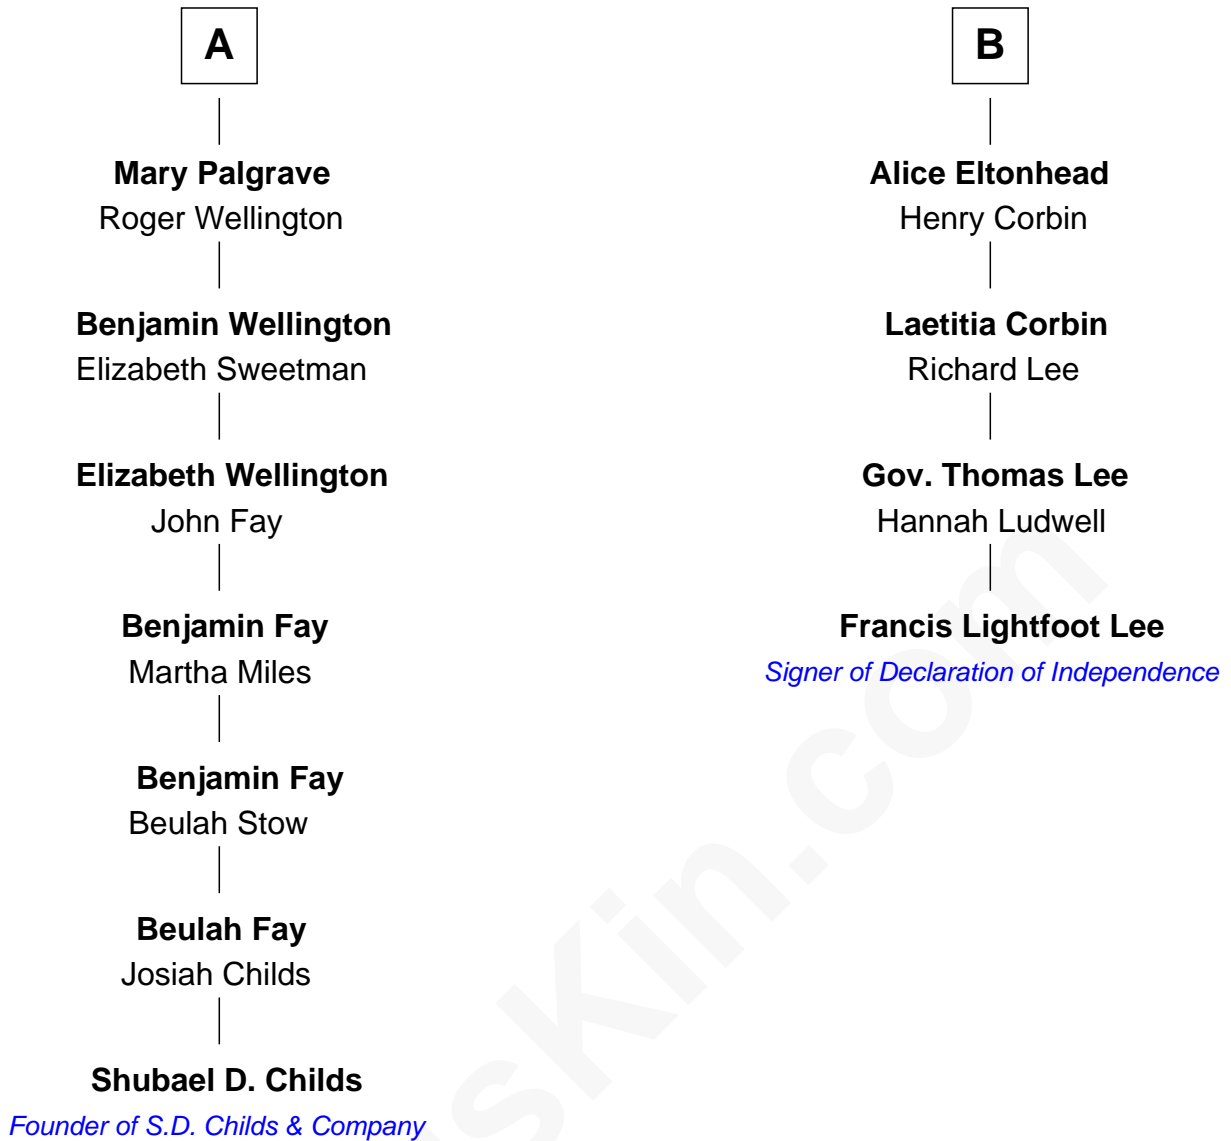 A
Mary Palgrave
Roger Wellington
Benjamin Wellington
Elizabeth Sweetman
Elizabeth Wellington
John Fay
Benjamin Fay
Martha Miles
Benjamin Fay
Beulah Stow
Beulah Fay
Josiah Childs
Shubael D. Childs
Founder of S.D. Childs & Company
B
Alice Eltonhead
Henry Corbin
Laetitia Corbin
Richard Lee
Gov. Thomas Lee
Hannah Ludwell
Francis Lightfoot Lee
Signer of Declaration of Independence
sKin.com